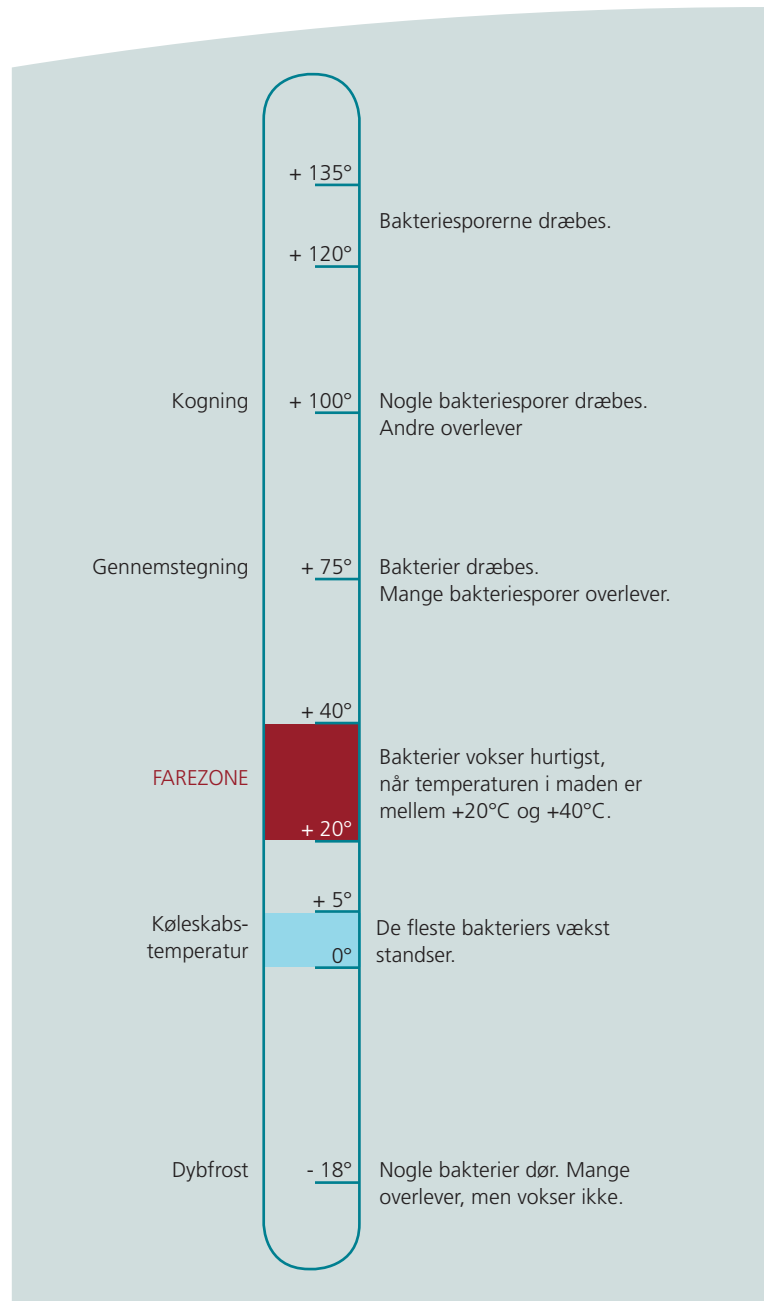 + 135°
Bakteriesporerne dræbes.
+ 120°
Kogning
+ 100°
Nogle bakteriesporer dræbes.
Andre overlever
Gennemstegning
+ 75°
Bakterier dræbes.
Mange bakteriesporer overlever.
+ 40°
FAREZONE
Bakterier vokser hurtigst,
når temperaturen i maden er
mellem +20°C og +40°C.
+ 20°
+ 5°
Køleskabs-
temperatur
0°
De fleste bakteriers vækst
standser.
Dybfrost
- 18°
Nogle bakterier dør. Mange
overlever, men vokser ikke.